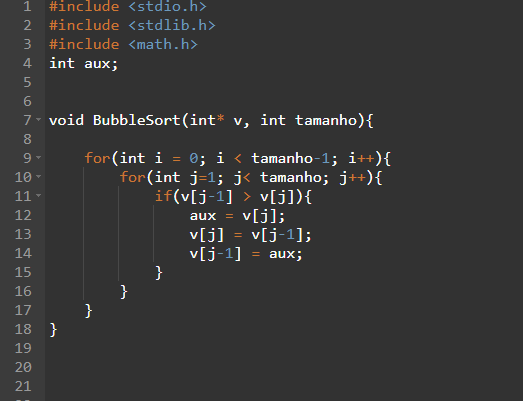 1 #include <stdio.h>
2 #include <stdlib.h>
3 #include <math.h>
4 int aux;
5
6
7 void BubbleSort(int* v, int tamanho){
8
9     for(int i = 0; i < tamanho-1; i++){
10         for(int j=1; j< tamanho; j++){
11             if(v[j-1] > v[j]){
12                 aux = v[j];
13                 v[j] = v[j-1];
14                 v[j-1] = aux;
15             }
16         }
17     }
18 }
19
20
21